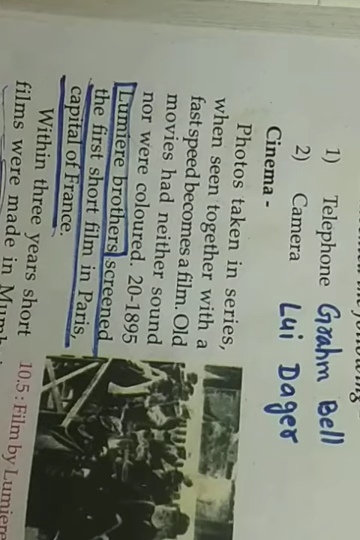 1) Telephone Grahm Bell
2) Camera Lui Dager
Cinema -
Photos taken in series,
when seen together with a
fast speed becomes a film. Old
movies had neither sound
nor were coloured. 20-1895
Lumiere brothers screened
the first short film in Paris,
capital of France.
Within three years short
films were made in
10.5 : Film by Lumiere